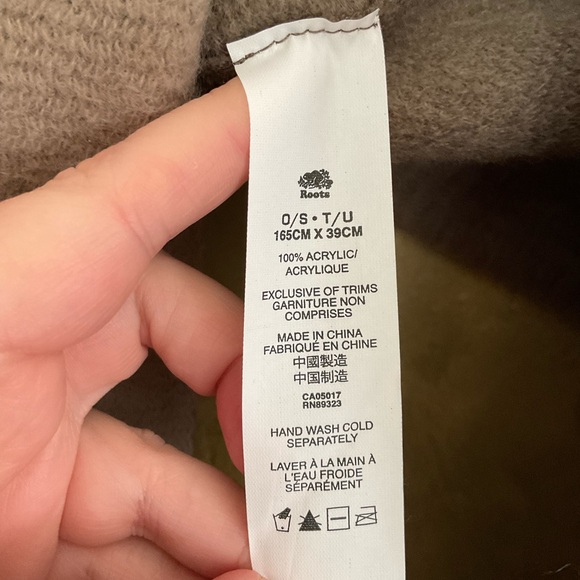 Roots
O/S • T/U
165CM X 39CM
100% ACRYLIC/
ACRYLIQUE
EXCLUSIVE OF TRIMS
GARNITURE NON
COMPRISES
MADE IN CHINA
FABRIQUÉ EN CHINE
中國製造
中国制造
CA05017
RN89323
HAND WASH COLD
SEPARATELY
LAVER À LA MAIN À
L'EAU FROIDE
SÉPARÉMENT